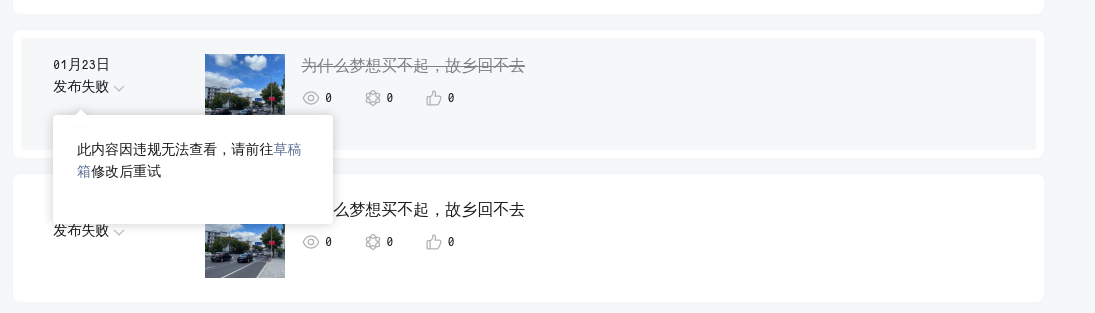 01月23日
发布失败
为什么梦想买不起，故乡回不去
0 0 0
此内容因违规无法查看，请前往草稿
箱修改后重试
么梦想买不起，故乡回不去
发布失败
0 0 0